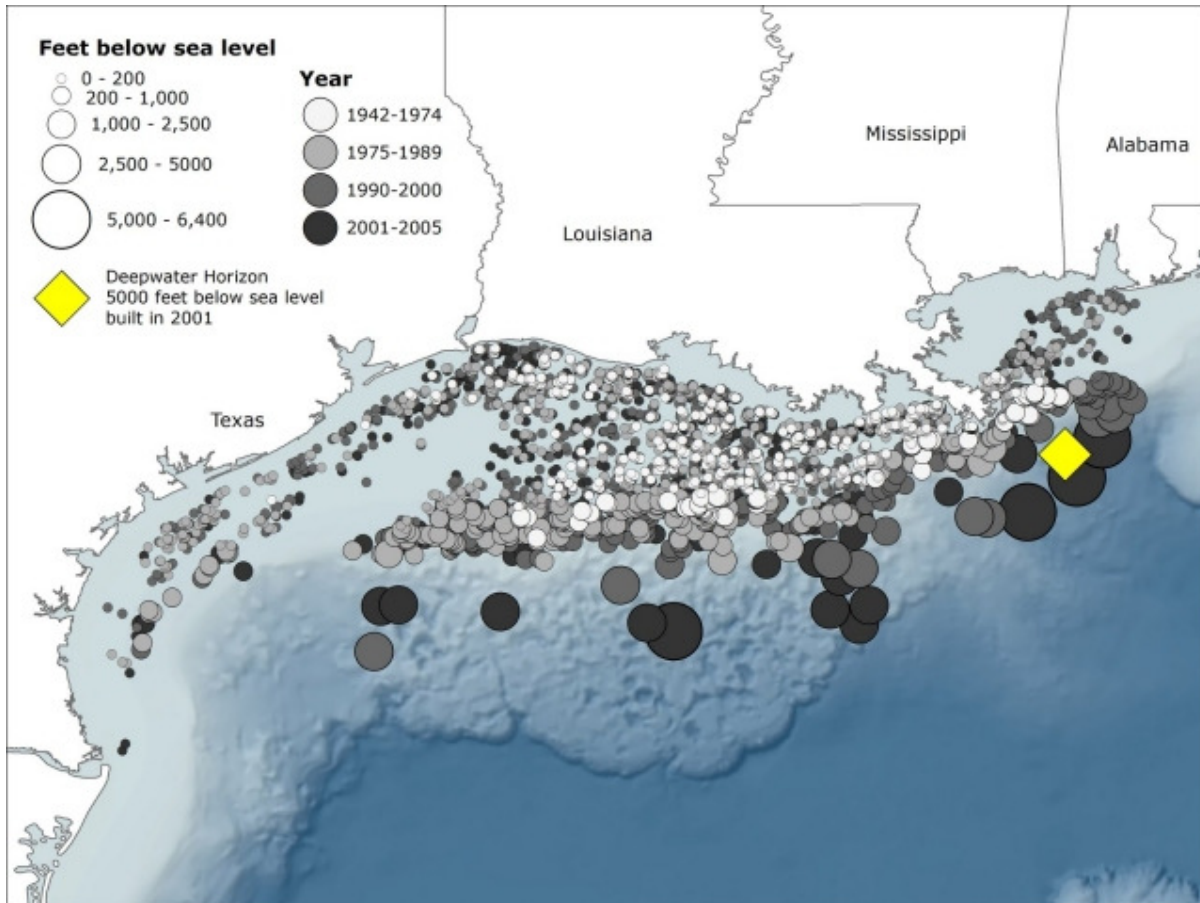 Feet below sea level
0 - 200
200 - 1,000
1,000 - 2,500
2,500 - 5000
5,000 - 6,400
Year
1942-1974
1975-1989
1990-2000
2001-2005
Deepwater Horizon
5000 feet below sea level
built in 2001
Mississippi
Alabama
Louisiana
Texas